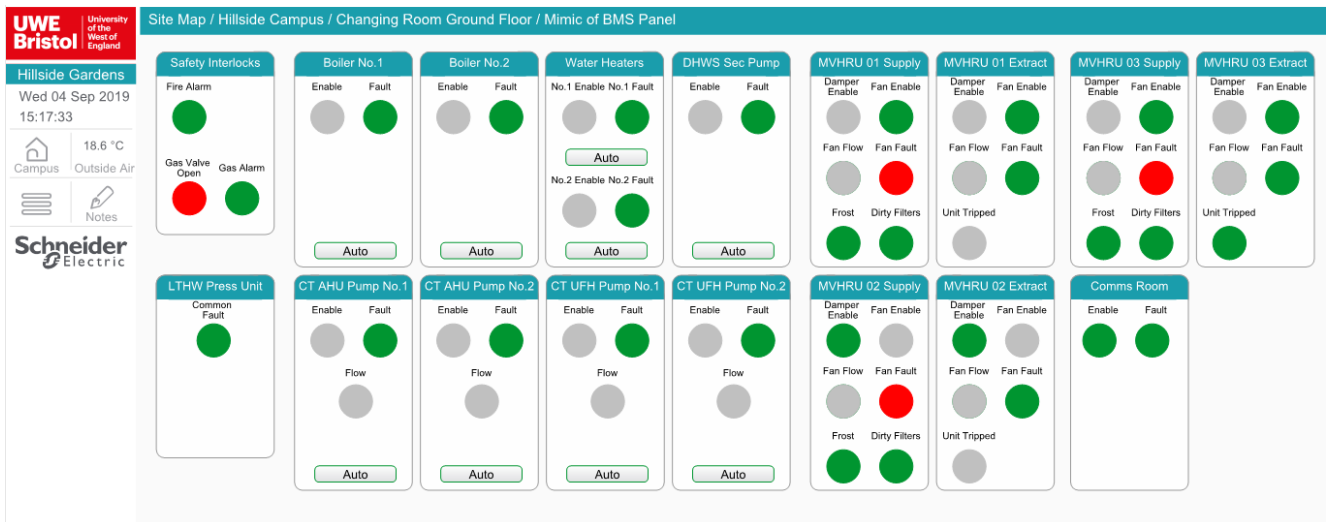 UWE Bristol
University of the West of England
Site Map / Hillside Campus / Changing Room Ground Floor / Mimic of BMS Panel
Hillside Gardens
Wed 04 Sep 2019
15:17:33
18.6 °C
Campus
Outside Air
Notes
Schneider
Electric
Safety Interlocks
Fire Alarm
Gas Valve
Open
Gas Alarm
Boiler No.1
Enable Fault
Auto
Boiler No.2
Enable Fault
Auto
Water Heaters
No.1 Enable No.1 Fault
Auto
No.2 Enable No.2 Fault
Auto
DHWS Sec Pump
Enable Fault
Auto
MVHRU 01 Supply
Damper
Enable
Fan Enable
Fan Flow Fan Fault
Frost Dirty Filters
MVHRU 01 Extract
Damper
Enable
Fan Enable
Fan Flow Fan Fault
Unit Tripped
MVHRU 03 Supply
Damper
Enable
Fan Enable
Fan Flow Fan Fault
Frost Dirty Filters
MVHRU 03 Extract
Damper
Enable
Fan Enable
Fan Flow Fan Fault
Unit Tripped
LTHW Press Unit
Common
Fault
CT AHU Pump No.1
Enable Fault
Flow
Auto
CT AHU Pump No.2
Enable Fault
Flow
Auto
CT UFH Pump No.1
Enable Fault
Flow
Auto
CT UFH Pump No.2
Enable Fault
Flow
Auto
MVHRU 02 Supply
Damper
Enable
Fan Enable
Fan Flow Fan Fault
Frost Dirty Filters
MVHRU 02 Extract
Damper
Enable
Fan Enable
Fan Flow Fan Fault
Unit Tripped
Comms Room
Enable Fault